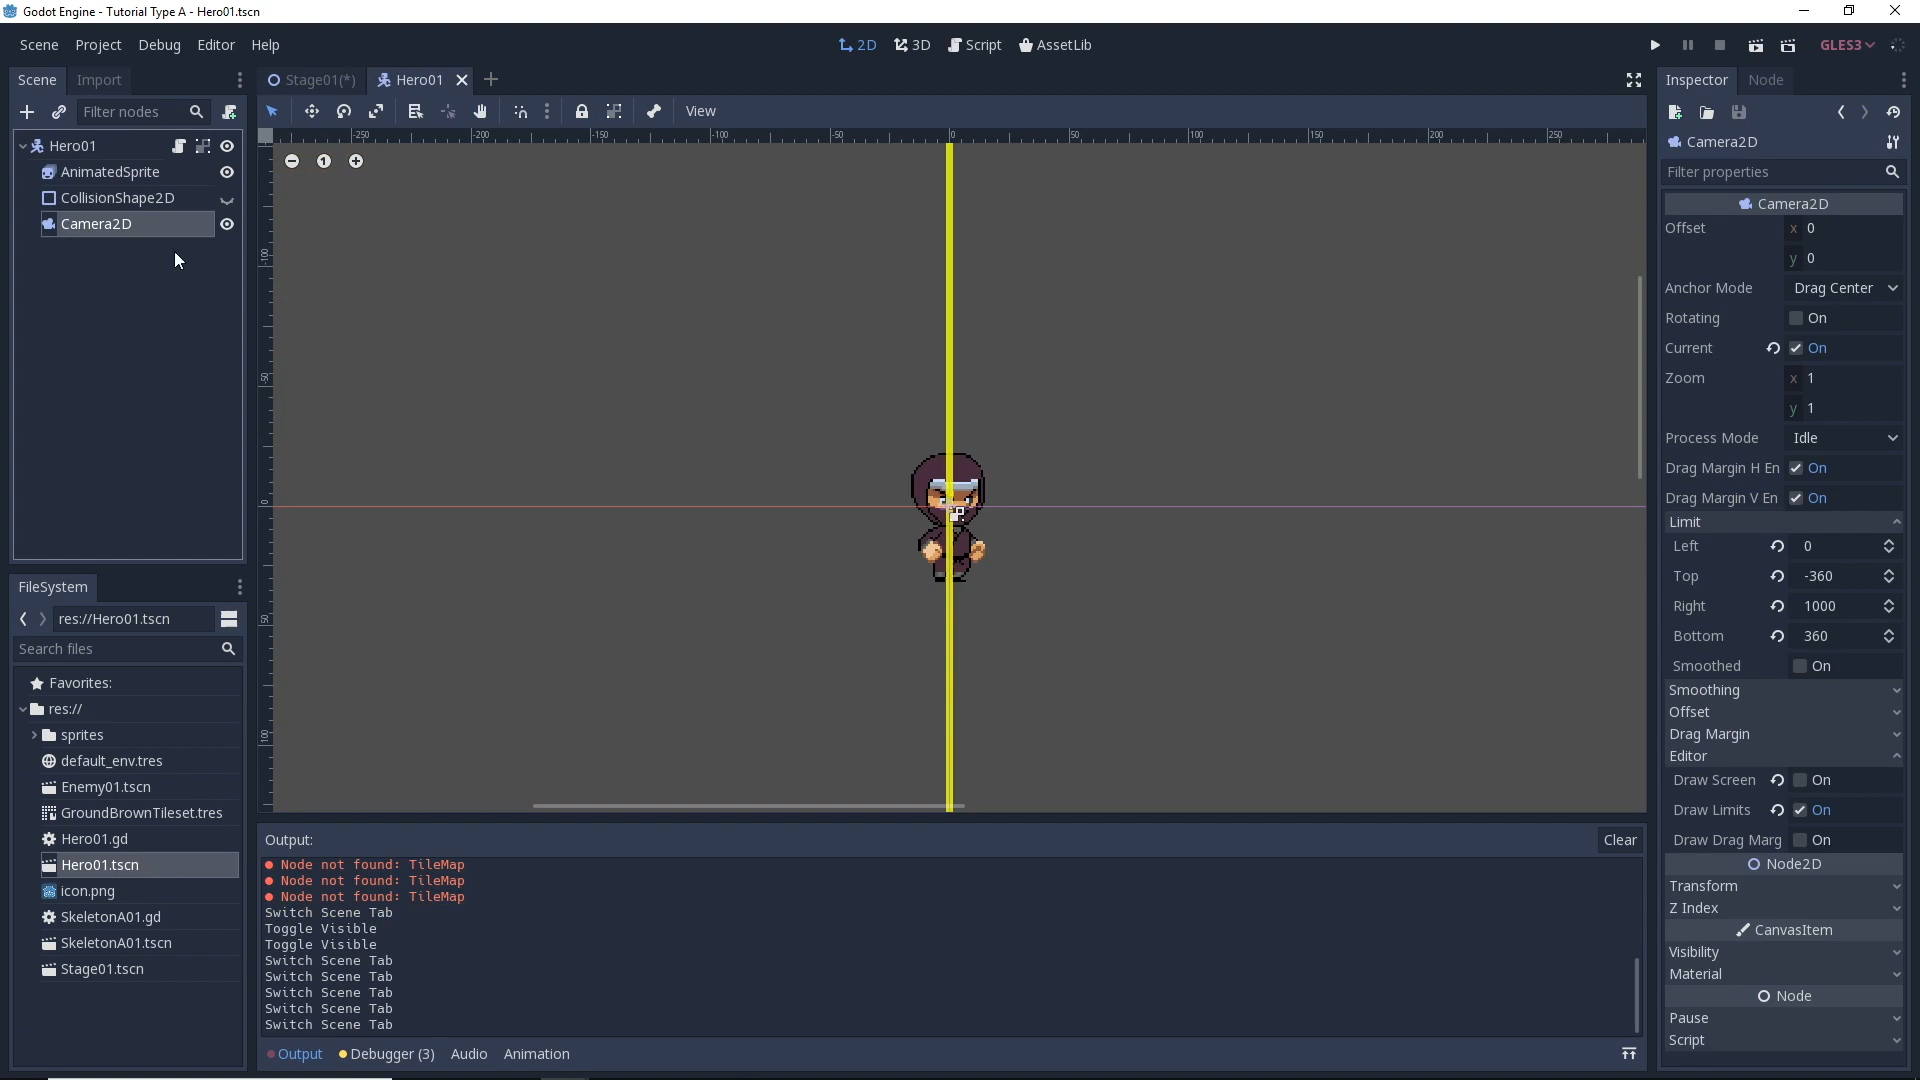 Godot Engine - Tutorial Type A - Hero01.tscn
Scene Project Debug Editor Help
2D 3D Script AssetLib
GLES3
Scene Import
Filter nodes
Hero01
AnimatedSprite
CollisionShape2D
Camera2D
FileSystem
res://Hero01.tscn
Search files
Favorites:
res://
sprites
default_env.tres
Enemy01.tscn
GroundBrownTileset.tres
Hero01.gd
Hero01.tscn
icon.png
SkeletonA01.gd
SkeletonA01.tscn
Stage01.tscn
Stage01(*) Hero01
View
-250 -200 -150 -100 -50 0 50 100 150 200 250
-100
-50
0
50
100
1
Output:
Clear
Node not found: TileMap
Node not found: TileMap
Node not found: TileMap
Switch Scene Tab
Toggle Visible
Toggle Visible
Switch Scene Tab
Switch Scene Tab
Switch Scene Tab
Switch Scene Tab
Switch Scene Tab
Output Debugger (3) Audio Animation
Inspector Node
Camera2D
Filter properties
Camera2D
Offset x 0
y 0
Anchor Mode Drag Center
Rotating On
Current On
Zoom x 1
y 1
Process Mode Idle
Drag Margin H En On
Drag Margin V En On
Limit
Left 0
Top -360
Right 1000
Bottom 360
Smoothed On
Smoothing
Offset
Drag Margin
Editor
Draw Screen On
Draw Limits On
Draw Drag Marg On
Node2D
Transform
Z Index
CanvasItem
Visibility
Material
Node
Pause
Script